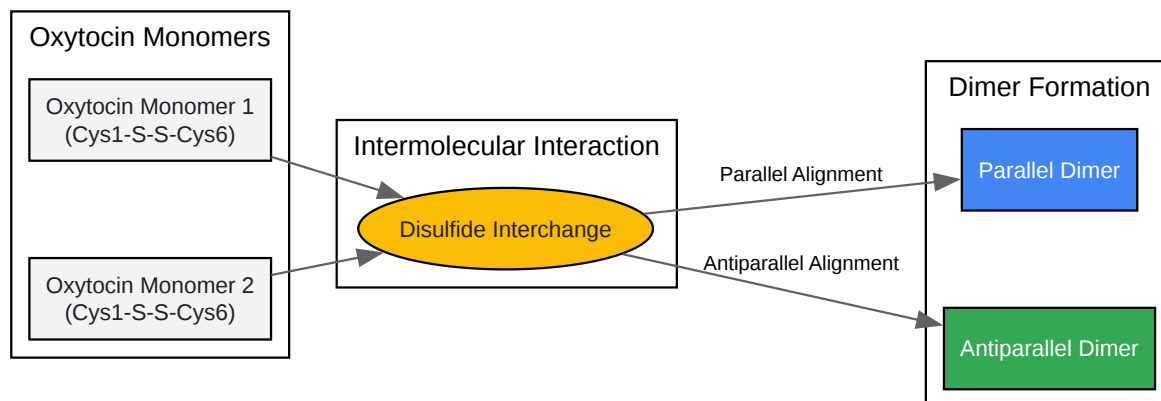 Oxytocin Monomers
Oxytocin Monomer 1
(Cys1-S-S-Cys6)
Oxytocin Monomer 2
(Cys1-S-S-Cys6)
Intermolecular Interaction
Disulfide Interchange
Parallel Alignment
Antiparallel Alignment
Dimer Formation
Parallel Dimer
Antiparallel Dimer